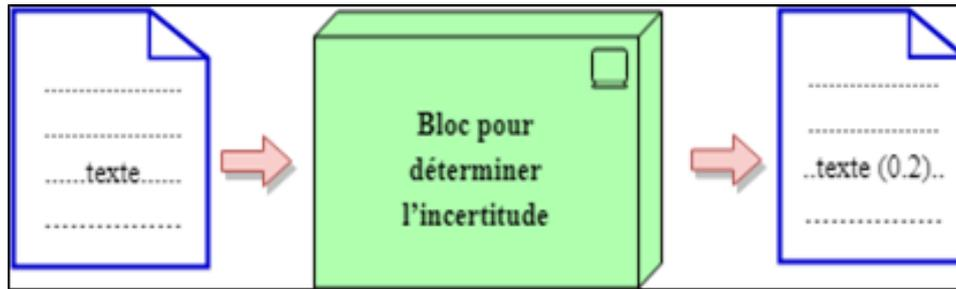 ......texte......
Bloc pour
déterminer
l'incertitude
..texte (0.2)..